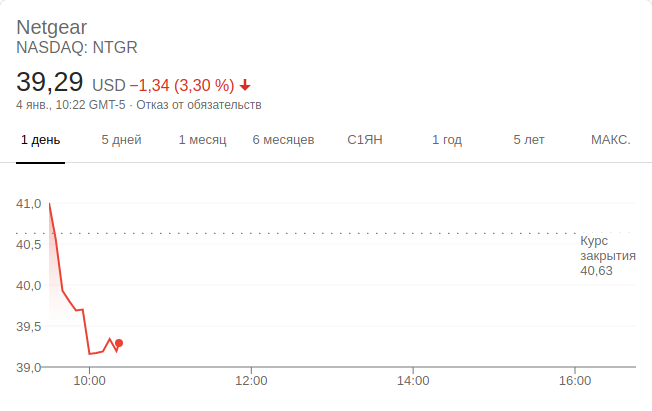 Netgear
NASDAQ: NTGR
39,29 USD −1,34 (3,30 %)
4 янв., 10:22 GMT-5 · Отказ от обязательств
1 день 5 дней 1 месяц 6 месяцев С1ЯН 1 год 5 лет МАКС.
41,0
40,5
40,0
39,5
39,0
Курс
закрытия
40,63
10:00 12:00 14:00 16:00